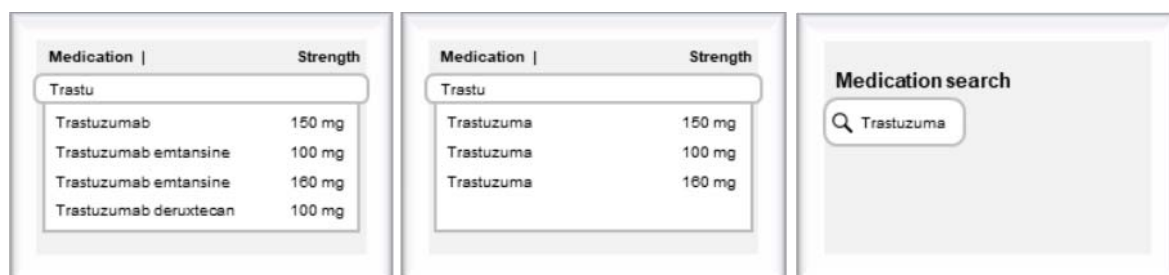 Medication | Strength
Trastu
Trastuzumab 150 mg
Trastuzumab emtansine 100 mg
Trastuzumab emtansine 160 mg
Trastuzumab deruxtecan 100 mg
Medication | Strength
Trastu
Trastuzuma 150 mg
Trastuzuma 100 mg
Trastuzuma 160 mg
Medication search
Trastuzuma